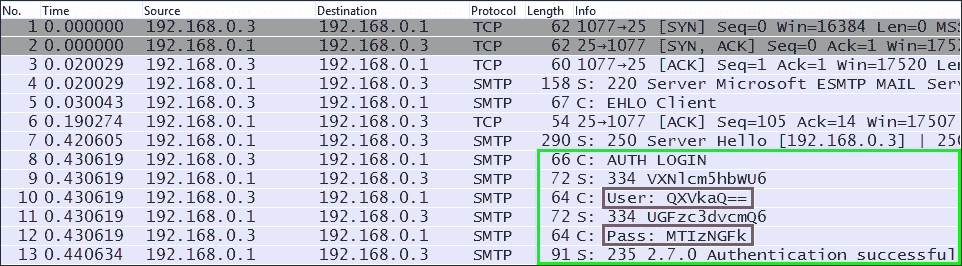 No. Time Source Destination Protocol Length Info
1 0.000000 192.168.0.3 192.168.0.1 TCP 62 1077→25 [SYN] Seq=0 Win=16384 Len=0 MS
2 0.000000 192.168.0.1 192.168.0.3 TCP 62 25→1077 [SYN, ACK] Seq=0 Ack=1 Win=1752
3 0.020029 192.168.0.3 192.168.0.1 TCP 60 1077→25 [ACK] Seq=1 Ack=1 Win=17520 Le
4 0.020029 192.168.0.1 192.168.0.3 SMTP 158 S: 220 Server Microsoft ESMTP MAIL Serv
5 0.030043 192.168.0.3 192.168.0.1 SMTP 67 C: EHLO Client
6 0.190274 192.168.0.1 192.168.0.3 TCP 54 25→1077 [ACK] Seq=105 Ack=14 Win=17507
7 0.420605 192.168.0.1 192.168.0.3 SMTP 290 S: 250 Server Hello [192.168.0.3] | 250
8 0.430619 192.168.0.3 192.168.0.1 SMTP 66 C: AUTH LOGIN
9 0.430619 192.168.0.1 192.168.0.3 SMTP 72 S: 334 VXNlcm5hbWU6
10 0.430619 192.168.0.3 192.168.0.1 SMTP 64 C: User: QXVkaQ==
11 0.430619 192.168.0.1 192.168.0.3 SMTP 72 S: 334 UGFzc3dvcmQ6
12 0.430619 192.168.0.3 192.168.0.1 SMTP 64 C: Pass: MTIzNGFk
13 0.440634 192.168.0.1 192.168.0.3 SMTP 91 S: 235 2.7.0 Authentication successful